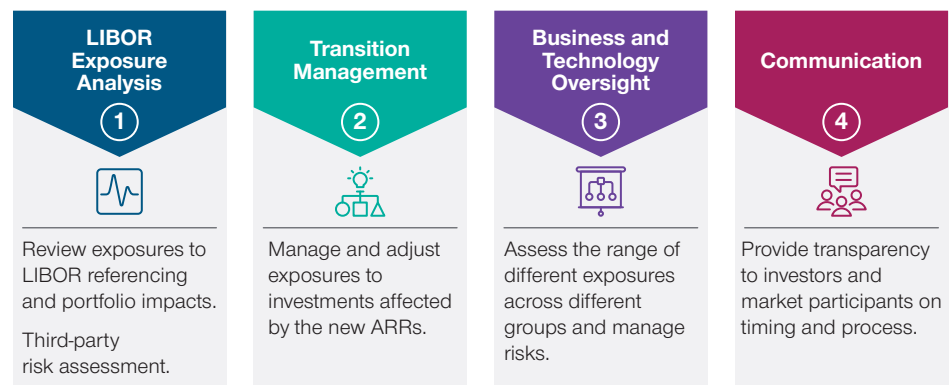 LIBOR
Exposure
Analysis
1
Review exposures to
LIBOR referencing
and portfolio impacts.
Third-party
risk assessment.
Transition
Management
2
Manage and adjust
exposures to
investments affected
by the new ARRs.
Business and
Technology
Oversight
3
Assess the range of
different exposures
across different
groups and manage
risks.
Communication
4
Provide transparency
to investors and
market participants on
timing and process.